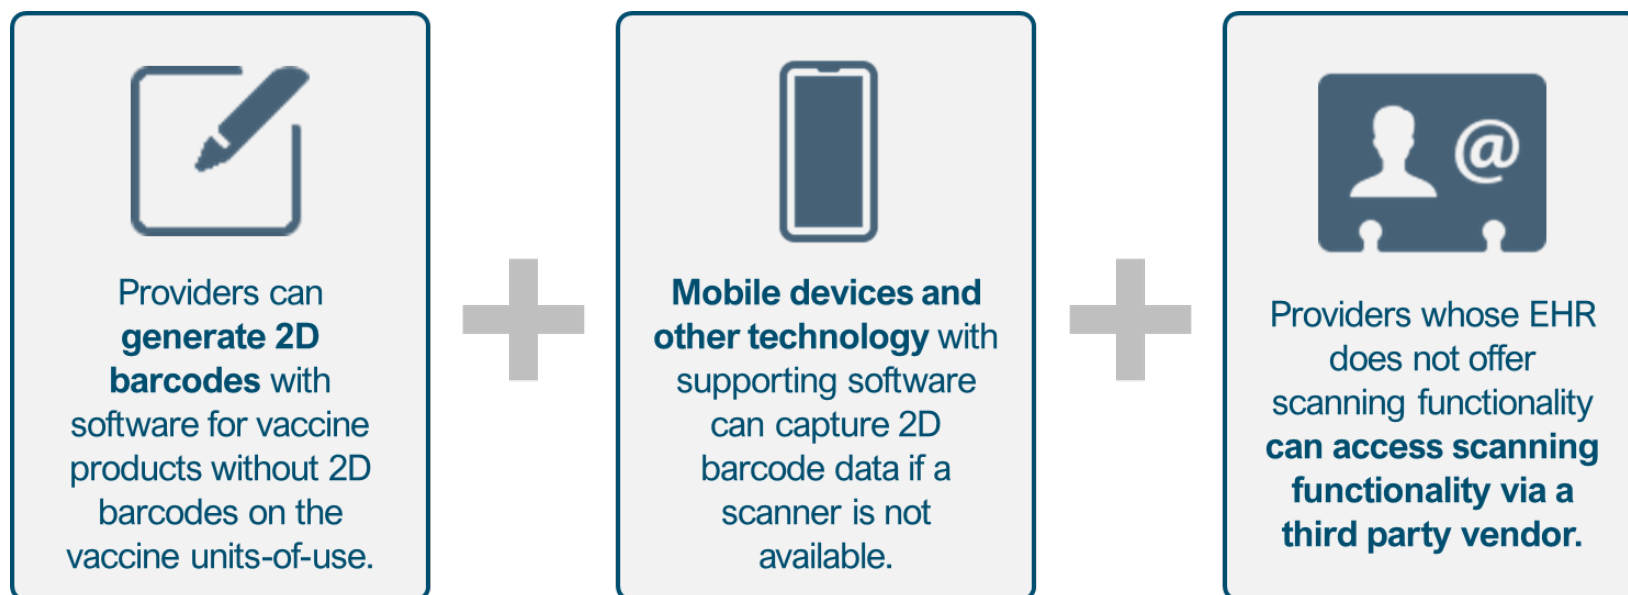 Providers can
generate 2D
barcodes with
software for vaccine
products without 2D
barcodes on the
vaccine units-of-use.
Mobile devices and
other technology with
supporting software
can capture 2D
barcode data if a
scanner is not
available.
@
Providers whose EHR
does not offer
scanning functionality
can access scanning
functionality via a
third party vendor.